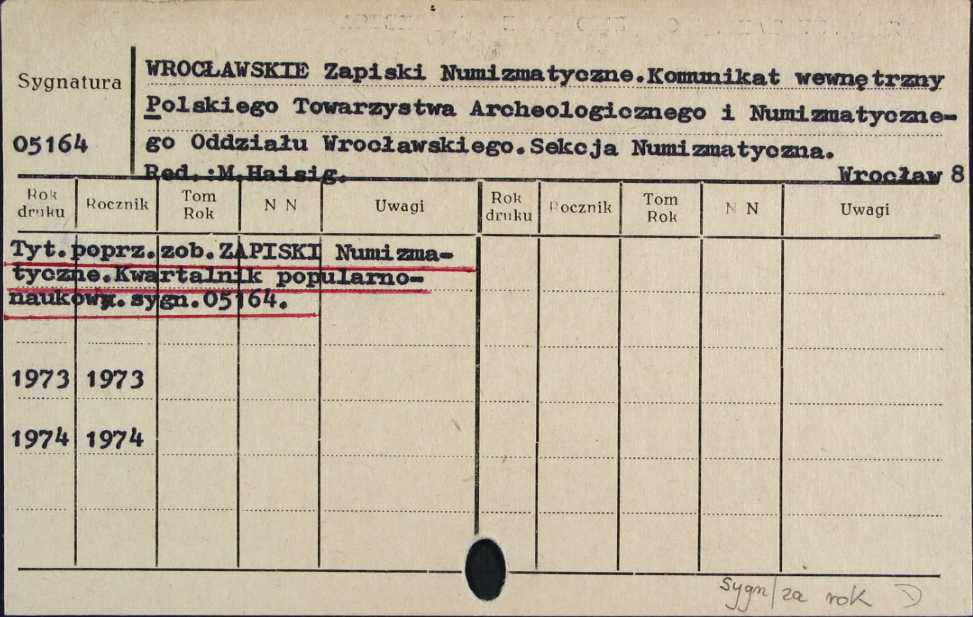 WROCŁAWSKIE Zapiski Numizmatyczne.Komunikat wewnętrzny
Sygnatura
Polskiego Towarzystwa Archeologicznego i Numizmatyczne-
05164
go Oddziału Wrocławskiego.Sekcja Numizmatyczna.
Red.:M.Haisig. Wrocław 8
Rok druku Rocznik Tom Rok N N Uwagi Rok druku Rocznik Tom Rok N N Uwagi
Tyt.poprz.zob.ZAPISKI Numizma-
tyczne.Kwartalnik popularno-
naukowy.sygn.05164.
1973 1973
1974 1974
sygn/za rok